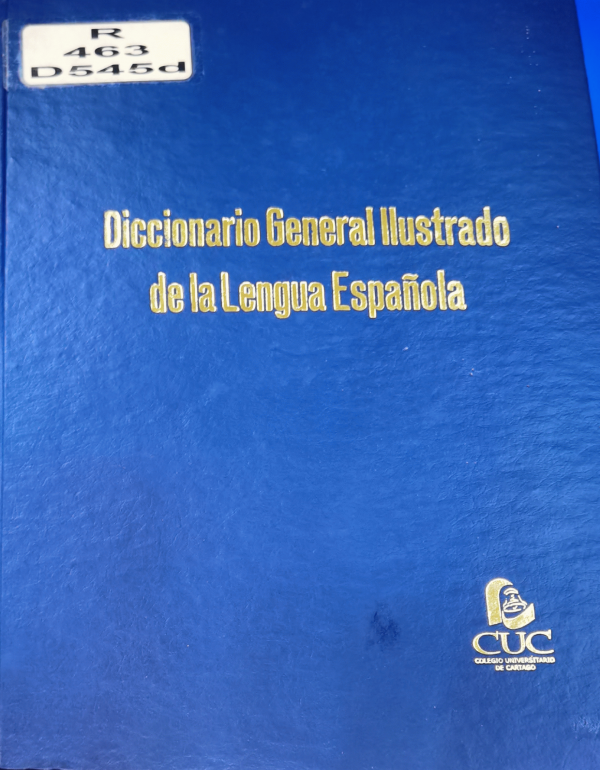 R
463
D545d
Diccionario General Ilustrado
de la Lengua Española
CUC
COLEGIO UNIVERSITARIO
DE CARTAGO